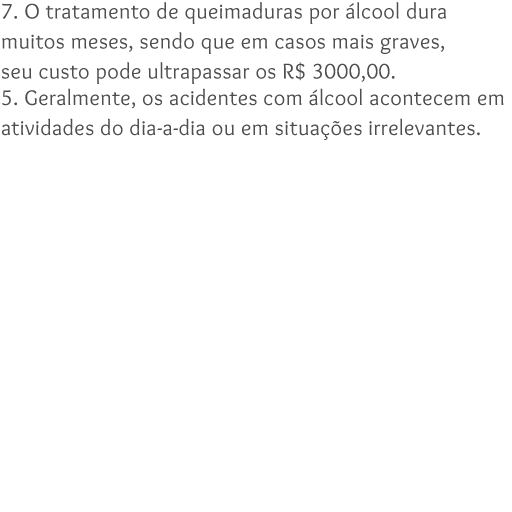 7. O tratamento de queimaduras por álcool dura
muitos meses, sendo que em casos mais graves,
seu custo pode ultrapassar os R$ 3000,00.
5. Geralmente, os acidentes com álcool acontecem em
atividades do dia-a-dia ou em situações irrelevantes.